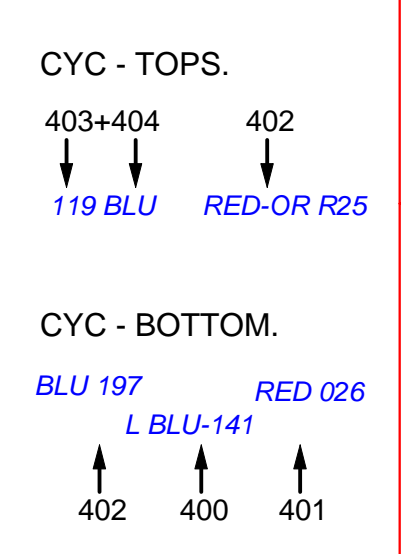 CYC - TOPS.
403+404 402
119 BLU RED-OR R25
CYC - BOTTOM.
BLU 197 RED 026
L BLU-141
402 400 401